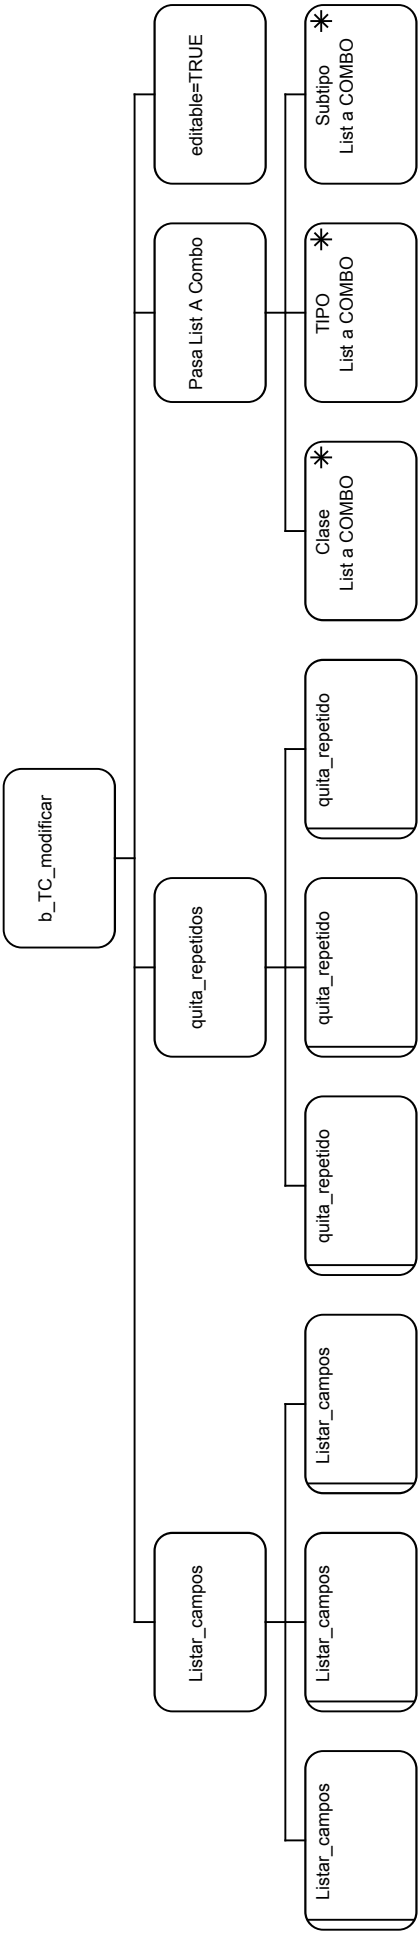 b_TC_modificar
Listar_campos
quita_repetidos
Pasa List A Combo
editable=TRUE
Listar_campos
Listar_campos
Listar_campos
quita_repetido
quita_repetido
quita_repetido
Clase
List a COMBO
TIPO
List a COMBO
Subtipo
List a COMBO